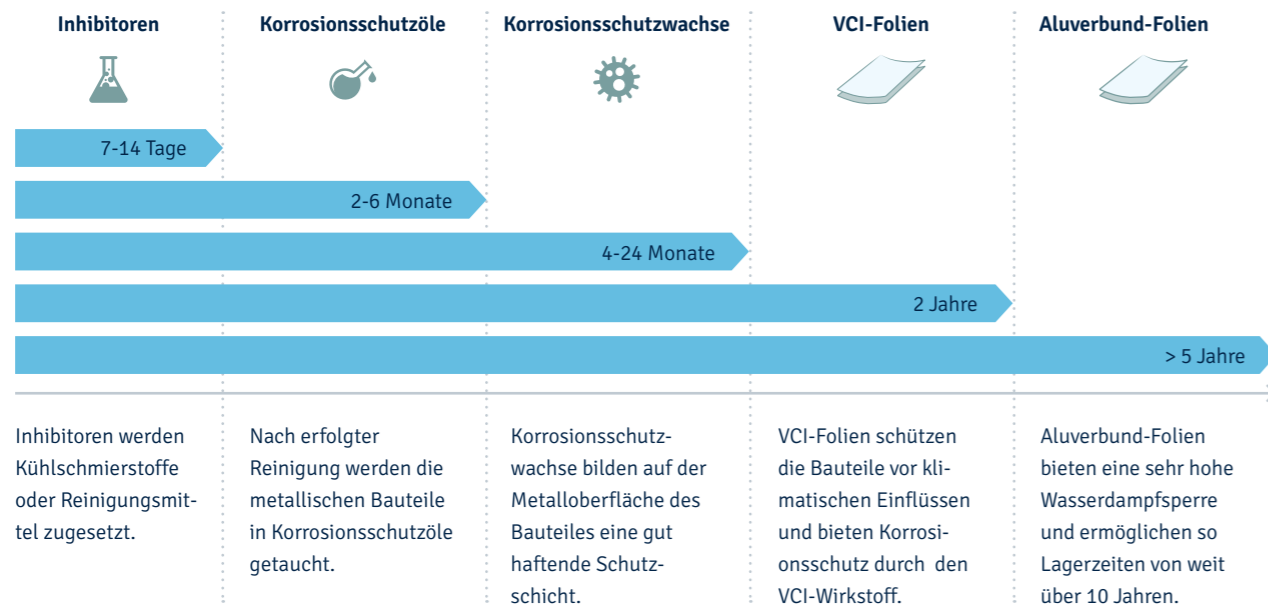 Inhibitoren
Korrosionsschutzöle
Korrosionsschutzwachse
VCI-Folien
Aluverbund-Folien
7-14 Tage
2-6 Monate
4-24 Monate
2 Jahre
> 5 Jahre
Inhibitoren werden
Kühlschmierstoffe
oder Reinigungsmit-
tel zugesetzt.
Nach erfolgter
Reinigung werden die
metallischen Bauteile
in Korrosionsschutzöle
getaucht.
Korrosionsschutz-
wachse bilden auf der
Metalloberfläche des
Bauteiles eine gut
haftende Schutz-
schicht.
VCI-Folien schützen
die Bauteile vor kli-
matischen Einflüssen
und bieten Korrosi-
onsschutz durch den
VCI-Wirkstoff.
Aluverbund-Folien
bieten eine sehr hohe
Wasserdampfsperre
und ermöglichen so
Lagerzeiten von weit
über 10 Jahren.